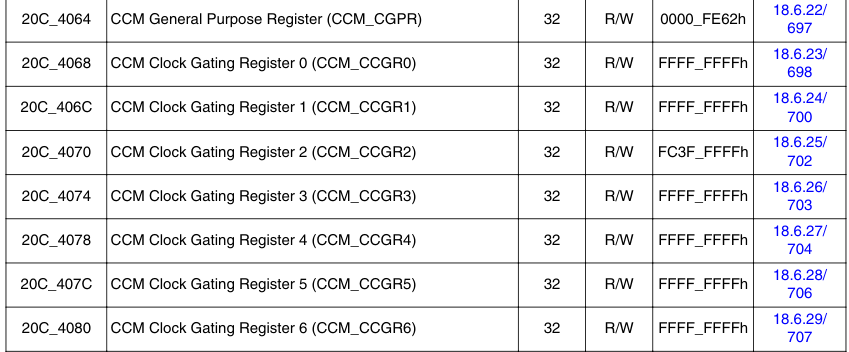 20C_4064 CCM General Purpose Register (CCM_CGPR) 32 R/W 0000_FE62h 18.6.22/
697
20C_4068 CCM Clock Gating Register 0 (CCM_CCGR0) 32 R/W FFFF_FFFFh 18.6.23/
698
20C_406C CCM Clock Gating Register 1 (CCM_CCGR1) 32 R/W FFFF_FFFFh 18.6.24/
700
20C_4070 CCM Clock Gating Register 2 (CCM_CCGR2) 32 R/W FC3F_FFFFh 18.6.25/
702
20C_4074 CCM Clock Gating Register 3 (CCM_CCGR3) 32 R/W FFFF_FFFFh 18.6.26/
703
20C_4078 CCM Clock Gating Register 4 (CCM_CCGR4) 32 R/W FFFF_FFFFh 18.6.27/
704
20C_407C CCM Clock Gating Register 5 (CCM_CCGR5) 32 R/W FFFF_FFFFh 18.6.28/
706
20C_4080 CCM Clock Gating Register 6 (CCM_CCGR6) 32 R/W FFFF_FFFFh 18.6.29/
707